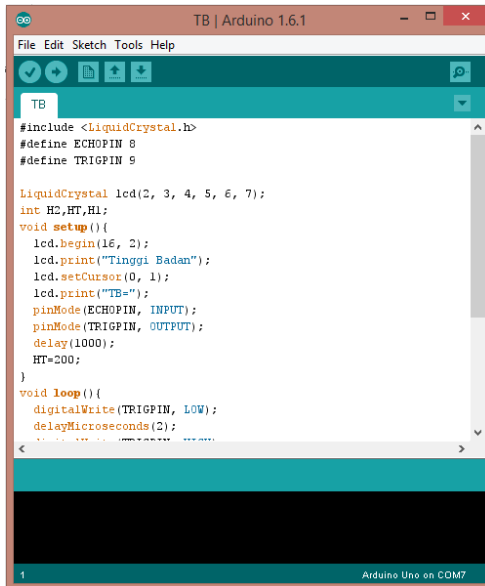 TB | Arduino 1.6.1
File Edit Sketch Tools Help
TB
#include <LiquidCrystal.h>
#define ECHOPIN 8
#define TRIGPIN 9
LiquidCrystal lcd(2, 3, 4, 5, 6, 7);
int H2,HT,H1;
void setup(){
  lcd.begin(16, 2);
  lcd.print("Tinggi Badan");
  lcd.setCursor(0, 1);
  lcd.print("TB=");
  pinMode(ECHOPIN, INPUT);
  pinMode(TRIGPIN, OUTPUT);
  delay(1000);
  HT=200;
}
void loop(){
  digitalWrite(TRIGPIN, LOW);
  delayMicroseconds(2);
1
Arduino Uno on COM7